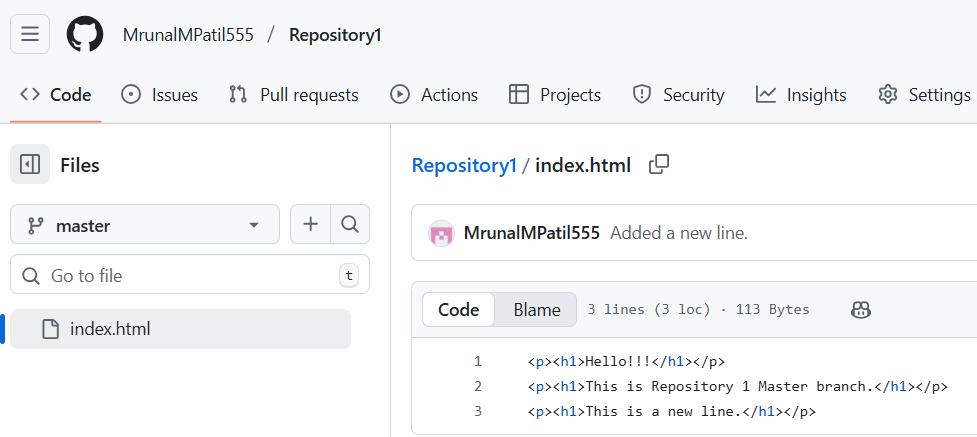 MrunalMPatil555 / Repository1
Code Issues Pull requests Actions Projects Security Insights Settings
Files
master
Go to file t
index.html
Repository1 / index.html
MrunalMPatil555 Added a new line.
Code Blame 3 lines (3 loc) · 113 Bytes
1 <p><h1>Hello!!!</h1></p>
2 <p><h1>This is Repository 1 Master branch.</h1></p>
3 <p><h1>This is a new line.</h1></p>